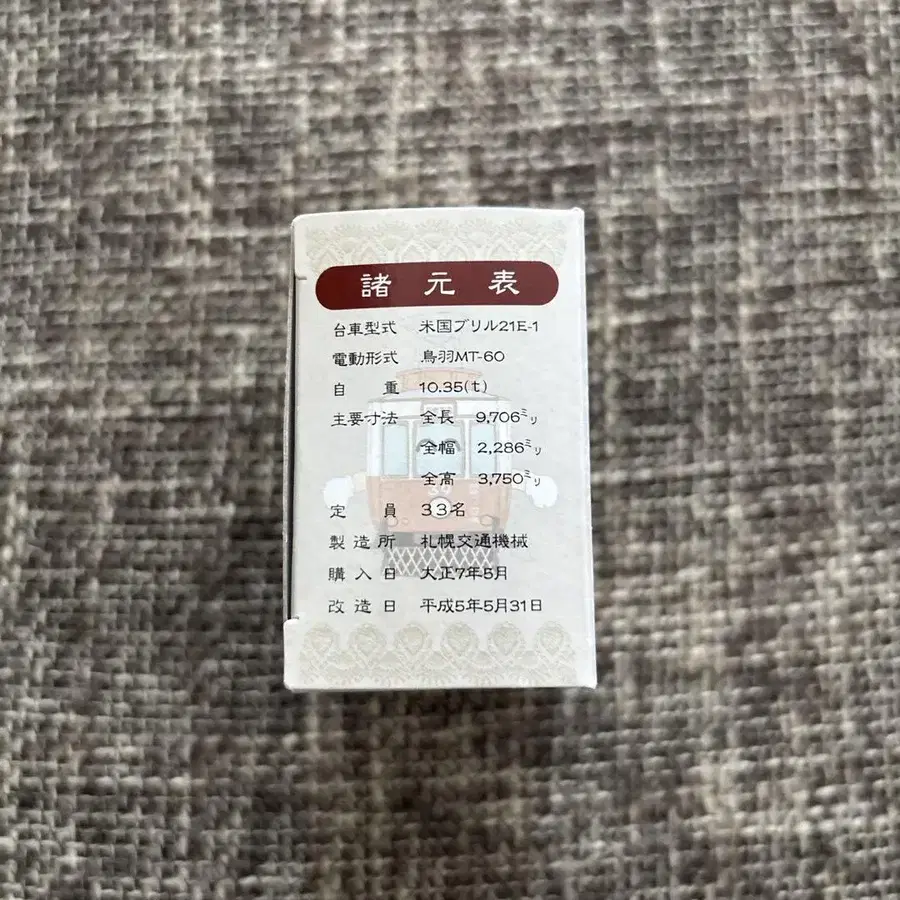 諸元表
台車型式 米国ブリル21E-1
電動形式 鳥羽MT-60
自重 10.35(t)
主要寸法 全長 9,706ミリ
全幅 2,286ミリ
全高 3,750ミリ
定員 33名
製造所 札幌交通機械
購入日 大正7年5月
改造日 平成5年5月31日